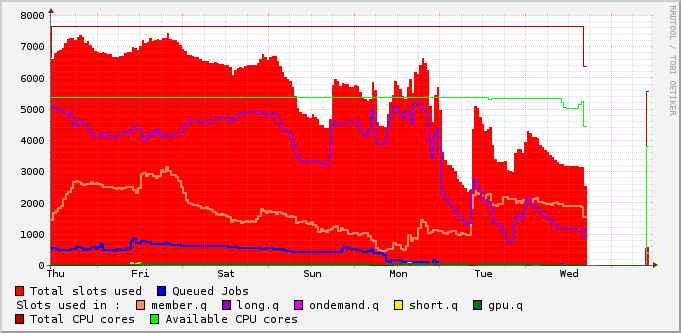 8000
7000
6000
5000
4000
3000
2000
1000
0
Thu Fri Sat Sun Mon Tue Wed
Total slots used Queued Jobs
Slots used in : member.q long.q ondemand.q short.q gpu.q
Total CPU cores Available CPU cores
RRDTOOL / TOBI OETIKER